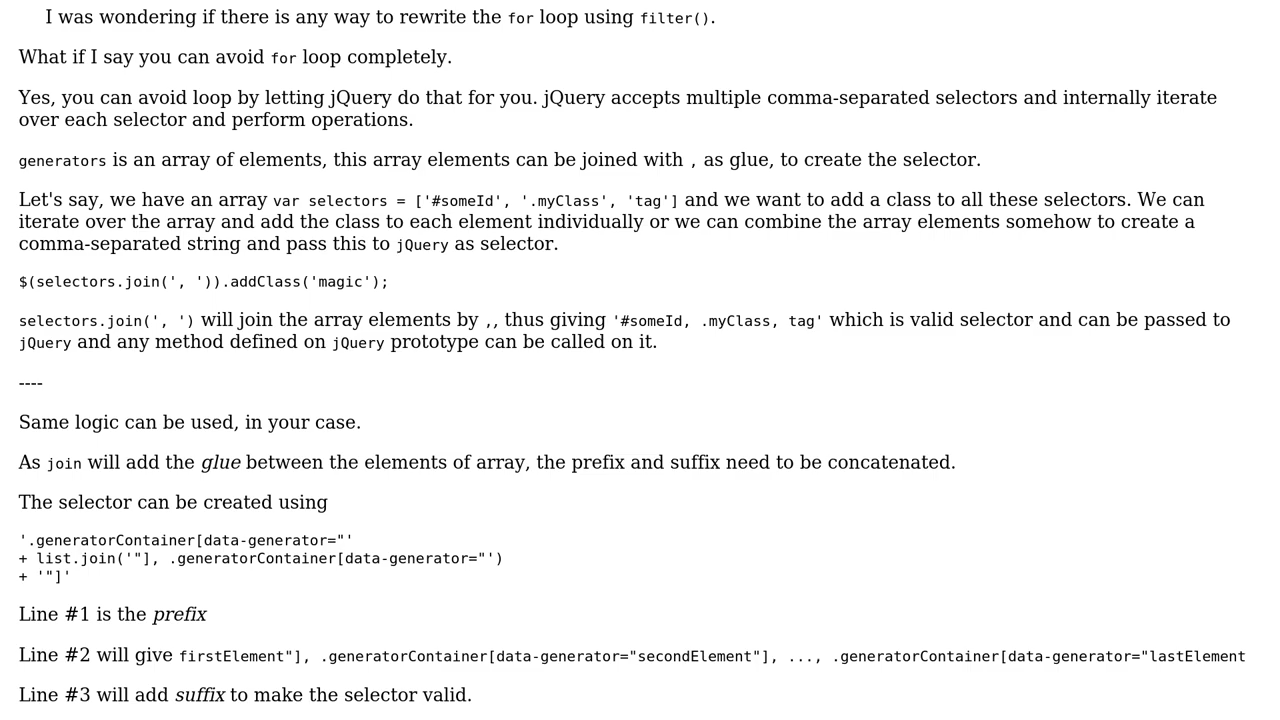 I was wondering if there is any way to rewrite the for loop using filter().
What if I say you can avoid for loop completely.
Yes, you can avoid loop by letting jQuery do that for you. jQuery accepts multiple comma-separated selectors and internally iterate
over each selector and perform operations.
generators is an array of elements, this array elements can be joined with , as glue, to create the selector.
Let's say, we have an array var selectors = ['#someId', '.myClass', 'tag'] and we want to add a class to all these selectors. We can
iterate over the array and add the class to each element individually or we can combine the array elements somehow to create a
comma-separated string and pass this to jQuery as selector.
$(selectors.join(', ')).addClass('magic');
selectors.join(', ') will join the array elements by ,, thus giving '#someId, .myClass, tag' which is valid selector and can be passed to
jQuery and any method defined on jQuery prototype can be called on it.
----
Same logic can be used, in your case.
As join will add the glue between the elements of array, the prefix and suffix need to be concatenated.
The selector can be created using
'.generatorContainer[data-generator="'
+ list.join('"], .generatorContainer[data-generator="')
+ '"]'
Line #1 is the prefix
Line #2 will give firstElement"], .generatorContainer[data-generator="secondElement"], ..., .generatorContainer[data-generator="lastElement
Line #3 will add suffix to make the selector valid.